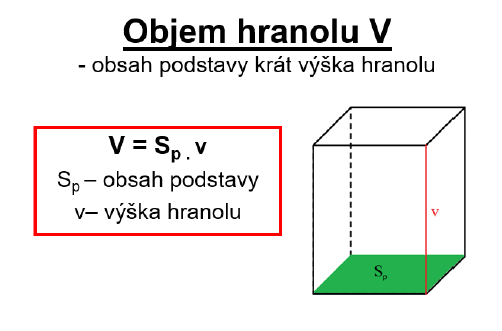 Objem hranolu V
- obsah podstavy krát výška hranolu
V = Sp . v
Sp – obsah podstavy
v– výška hranolu
v
Sp